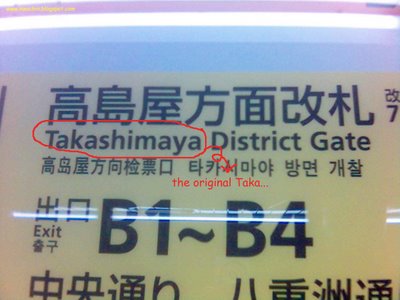 高島屋方面改札
改
7
Takashimaya District Gate
高岛屋方向检票口 타카시마야 방면 개찰
the original Taka...
出口
Exit
출구
B1~B4
中央通り 八重洲通